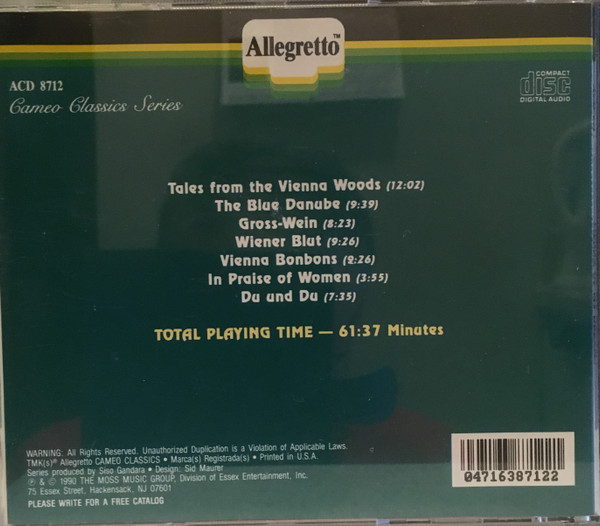 Allegretto™
ACD 8712
Cameo Classics Series
COMPACT
disc
DIGITAL AUDIO
Tales from the Vienna Woods (12:02)
The Blue Danube (9:39)
Gross-Wein (8:23)
Wiener Blut (9:26)
Vienna Bonbons (9:26)
In Praise of Women (3:55)
Du und Du (7:35)
TOTAL PLAYING TIME — 61:37 Minutes
WARNING: All Rights Reserved. Unauthorized Duplication is a Violation of Applicable Laws.
TMK(s)® Allegretto CAMEO CLASSICS • Marca(s) Registrada(s) • Printed in U.S.A.
Series produced by Siso Gandara • Design: Sid Maurer
℗ & © 1990 THE MOSS MUSIC GROUP, Division of Essex Entertainment, Inc.
75 Essex Street, Hackensack, NJ 07601
PLEASE WRITE FOR A FREE CATALOG
04716387122